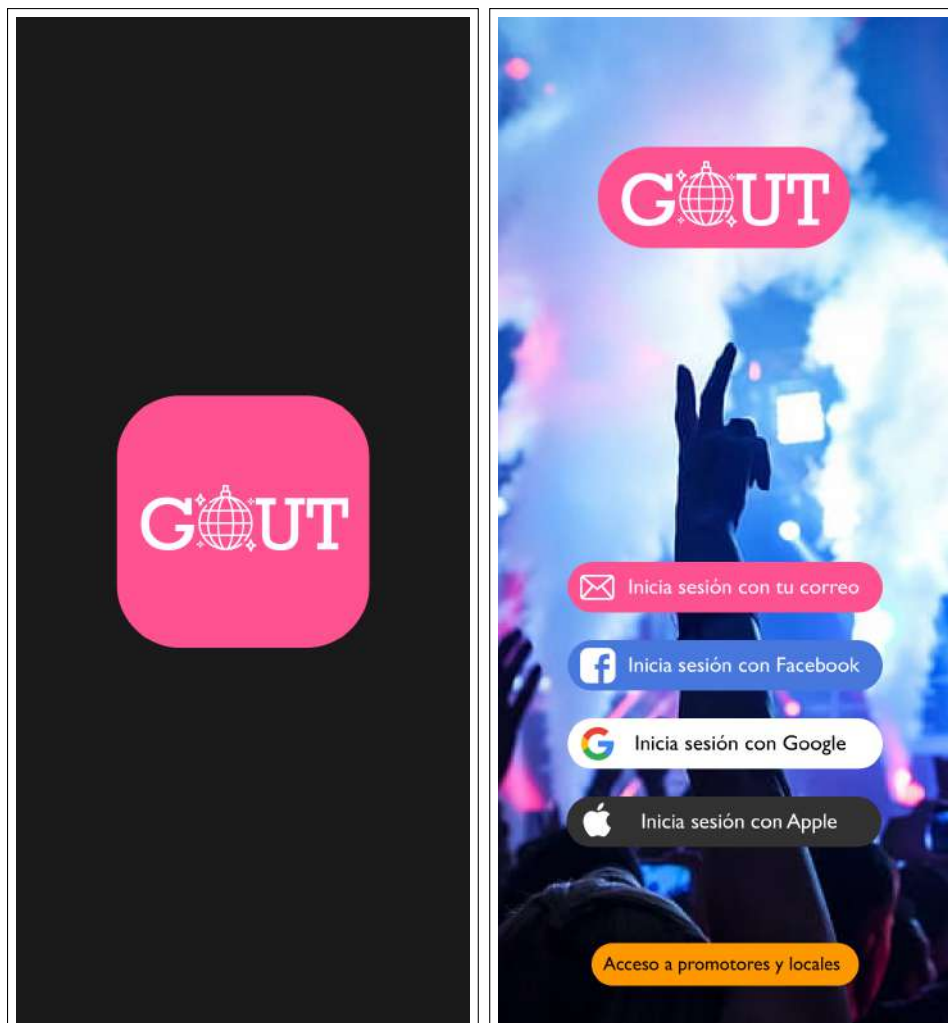 GOUT
GOUT
Inicia sesión con tu correo
Inicia sesión con Facebook
Inicia sesión con Google
Inicia sesión con Apple
Acceso a promotores y locales